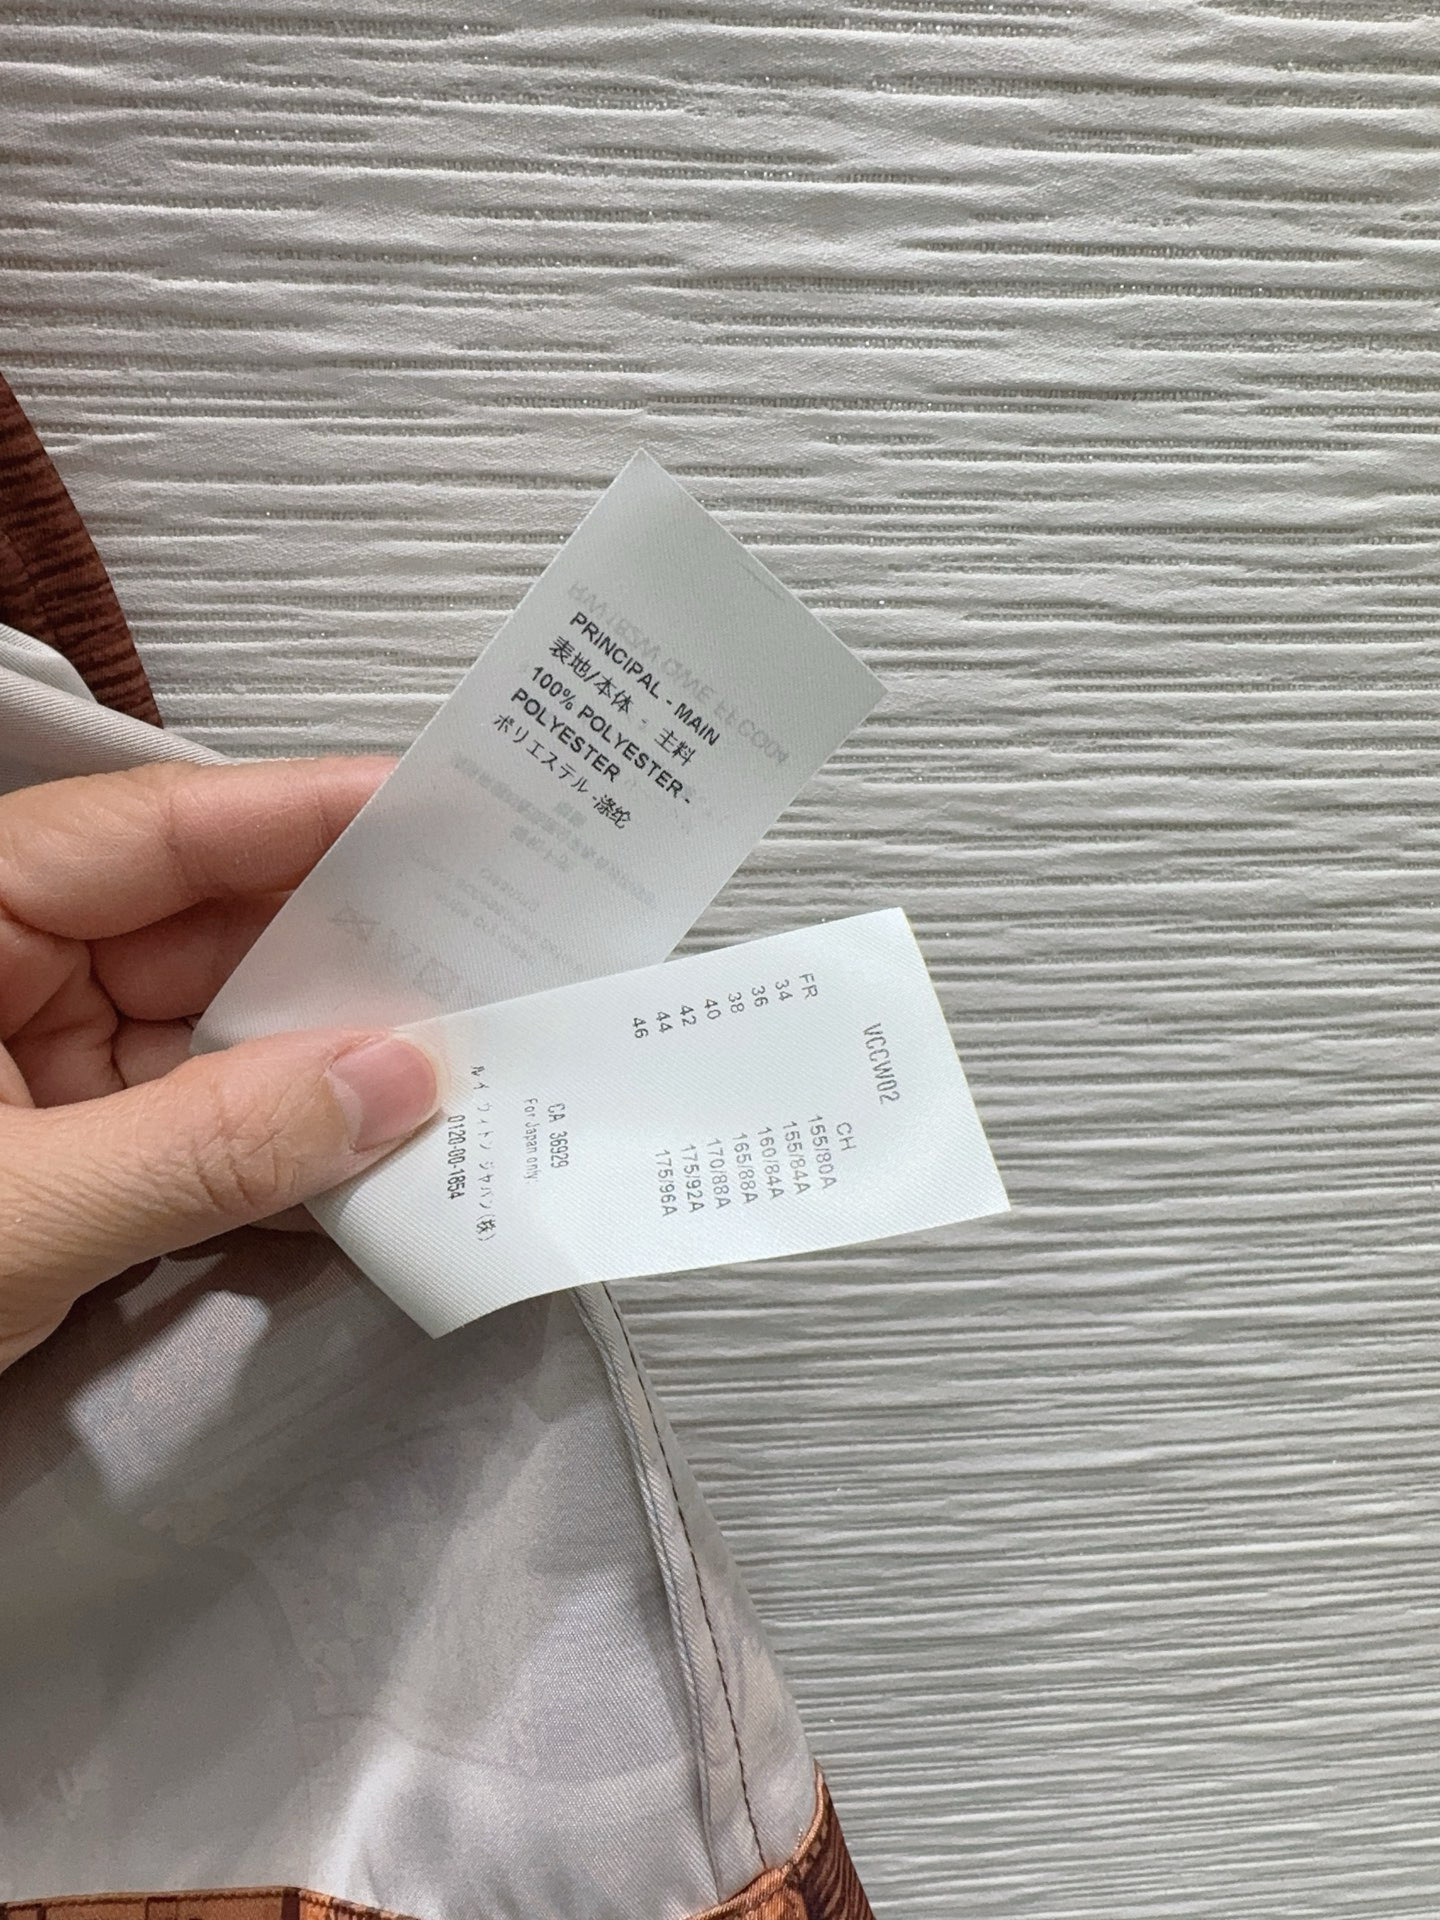 PRINCIPAL - MAIN
表地/本体 - 主料
100% POLYESTER -
POLYESTER
ポリエステル -涤纶
VCCW02
FR CH
34 155/80A
36 155/84A
38 160/84A
40 165/88A
42 170/88A
44 175/92A
46 175/96A
CA 36929
For Japan only:
ルイ ヴィトン ジャパン(株)
0120-00-1854